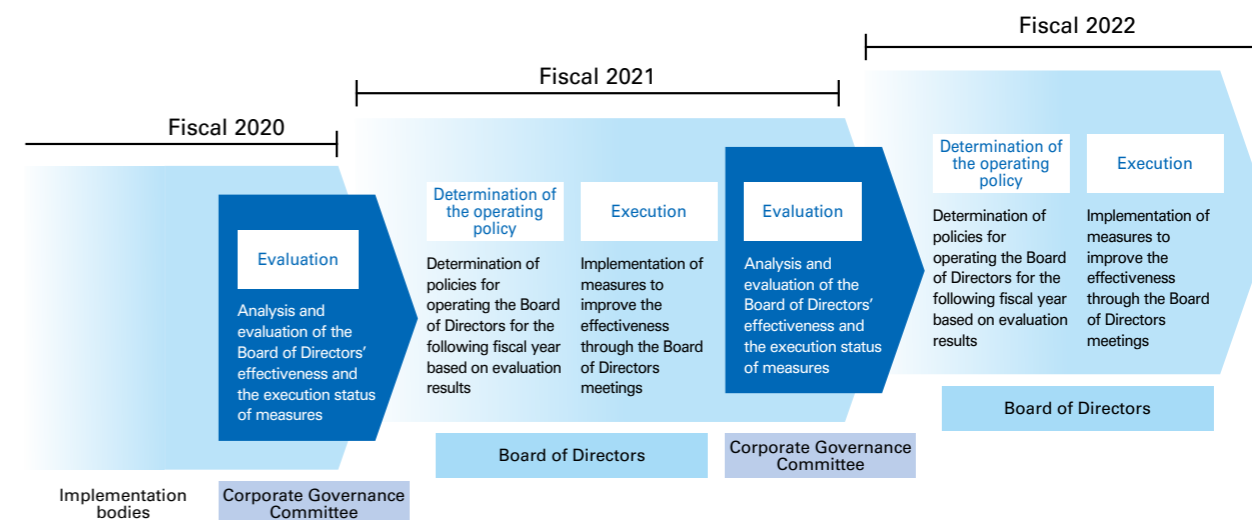 Fiscal 2020
Evaluation
Analysis and
evaluation of the
Board of Directors'
effectiveness and
the execution status
of measures
Implementation
bodies
Corporate Governance
Committee
Fiscal 2021
Determination of
the operating
policy
Determination of
policies for
operating the Board
of Directors for the
following fiscal year
based on evaluation
results
Execution
Implementation of
measures to
improve the
effectiveness
through the Board
of Directors
meetings
Board of Directors
Evaluation
Analysis and
evaluation of the
Board of Directors'
effectiveness and
the execution status
of measures
Corporate Governance
Committee
Fiscal 2022
Determination of
the operating
policy
Determination of
policies for
operating the Board
of Directors for the
following fiscal year
based on evaluation
results
Execution
Implementation of
measures to
improve the
effectiveness
through the Board
of Directors
meetings
Board of Directors